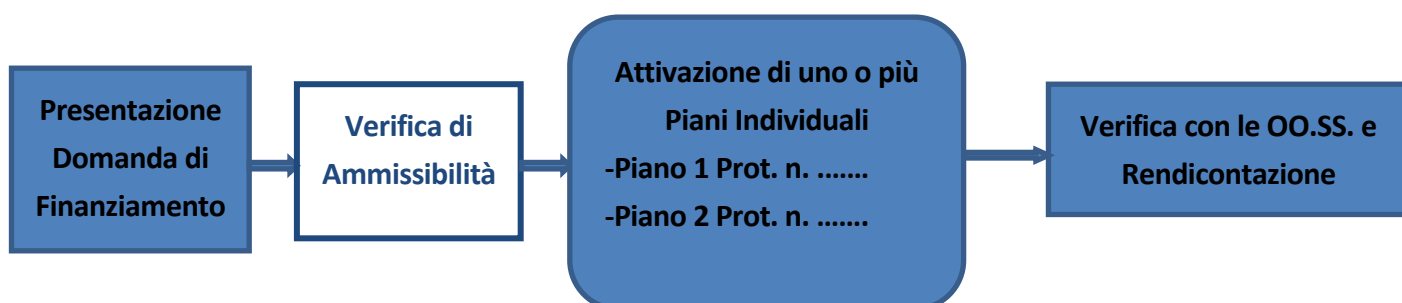 Presentazione
Domanda di
Finanziamento
Verifica di
Ammissibilità
Attivazione di uno o più
Piani Individuali
-Piano 1 Prot. n. .......
-Piano 2 Prot. n. .......
Verifica con le OO.SS. e
Rendicontazione